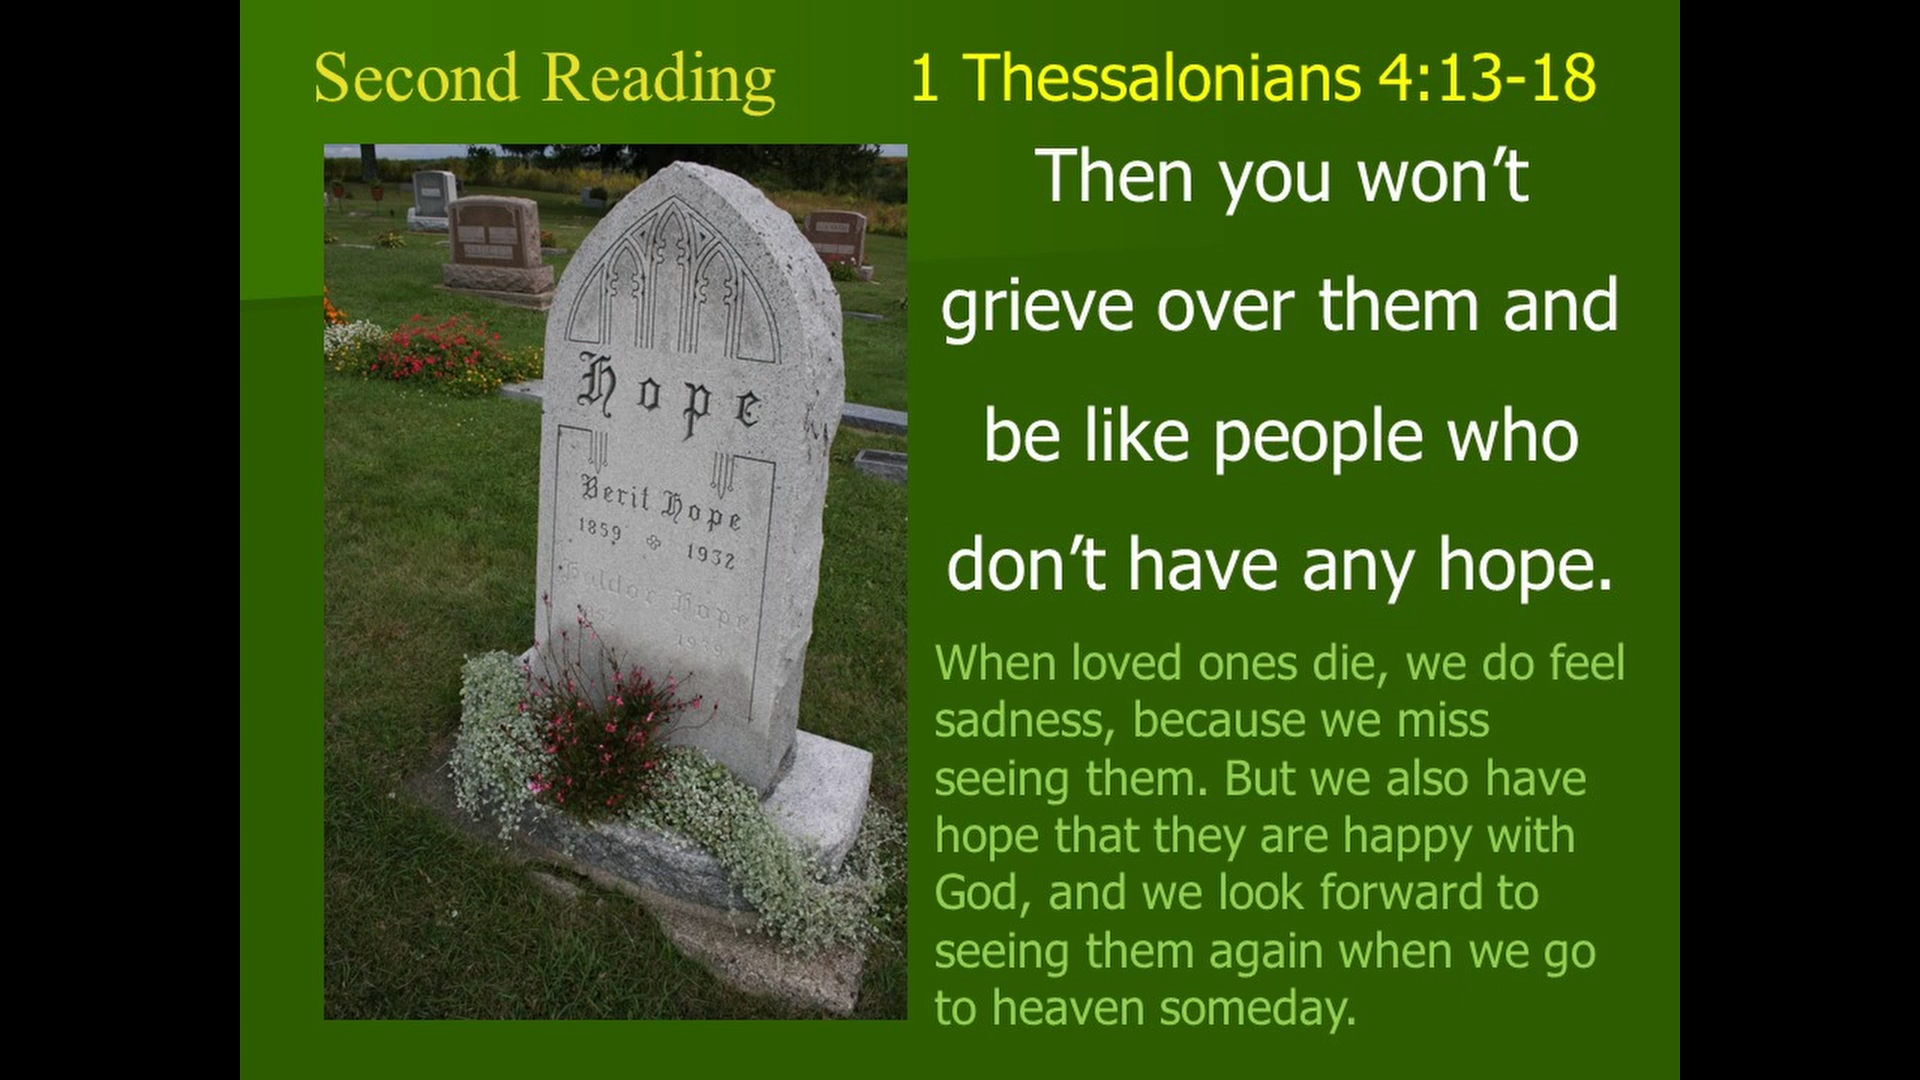 Second Reading
1 Thessalonians 4:13-18
Then you won’t
grieve over them and
be like people who
don’t have any hope.
When loved ones die, we do feel
sadness, because we miss
seeing them. But we also have
hope that they are happy with
God, and we look forward to
seeing them again when we go
to heaven someday.
Hope
Berit Hope
1859 1932
Haldor Hope